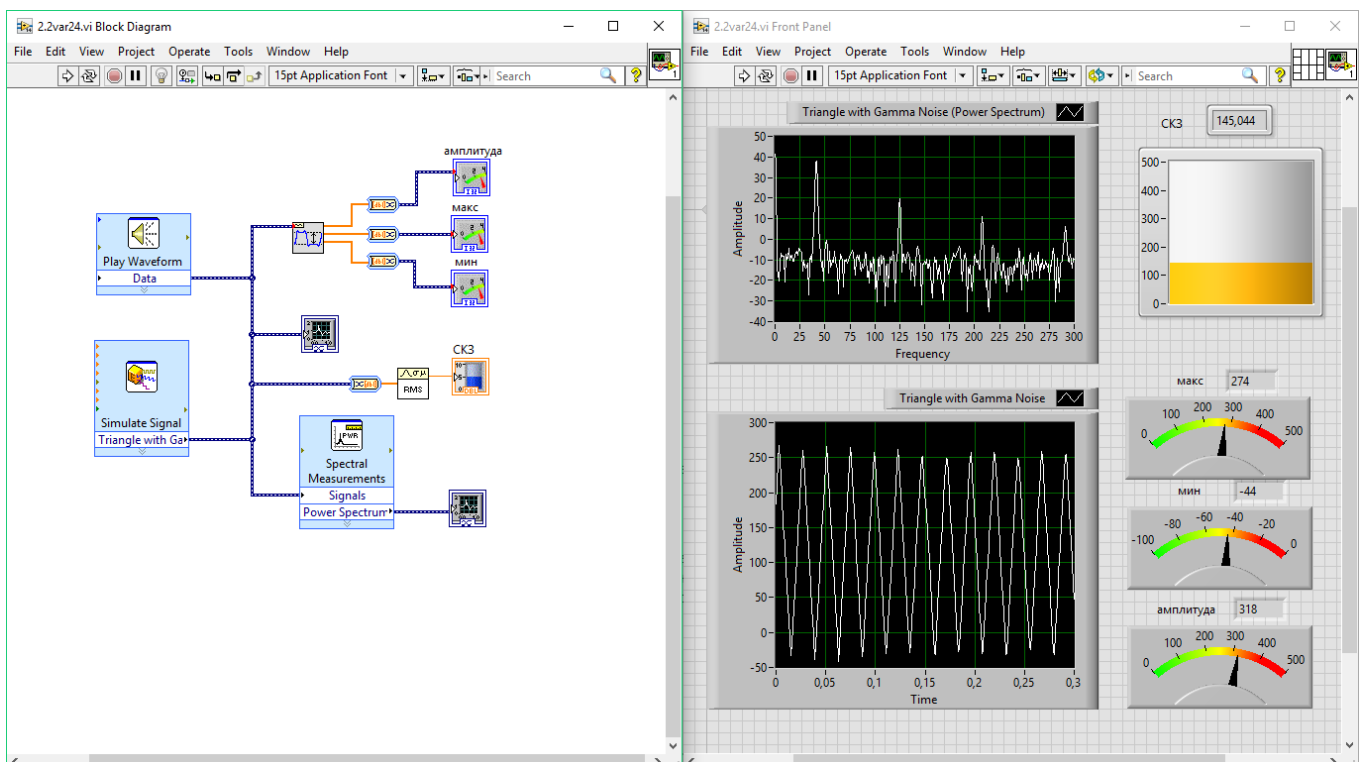 2.2var24.vi Block Diagram
File Edit View Project Operate Tools Window Help
15pt Application Font
Search
1
амплитуда
макс
мин
Play Waveform
Data
СКЗ
RMS
Simulate Signal
Triangle with Ga
PWR
Spectral
Measurements
Signals
Power Spectrum
2.2var24.vi Front Panel
File Edit View Project Operate Tools Window Help
15pt Application Font
Search
1
Triangle with Gamma Noise (Power Spectrum)
50
40
30
20
10
0
-10
-20
-30
-40
Amplitude
0 25 50 75 100 125 150 175 200 225 250 275 300
Frequency
СКЗ 145,044
500
400
300
200
100
0
Triangle with Gamma Noise
300
250
200
150
100
50
0
-50
Amplitude
0 0,05 0,1 0,15 0,2 0,25 0,3
Time
макс 274
0 100 200 300 400 500
мин -44
-100 -80 -60 -40 -20 0
амплитуда 318
0 100 200 300 400 500